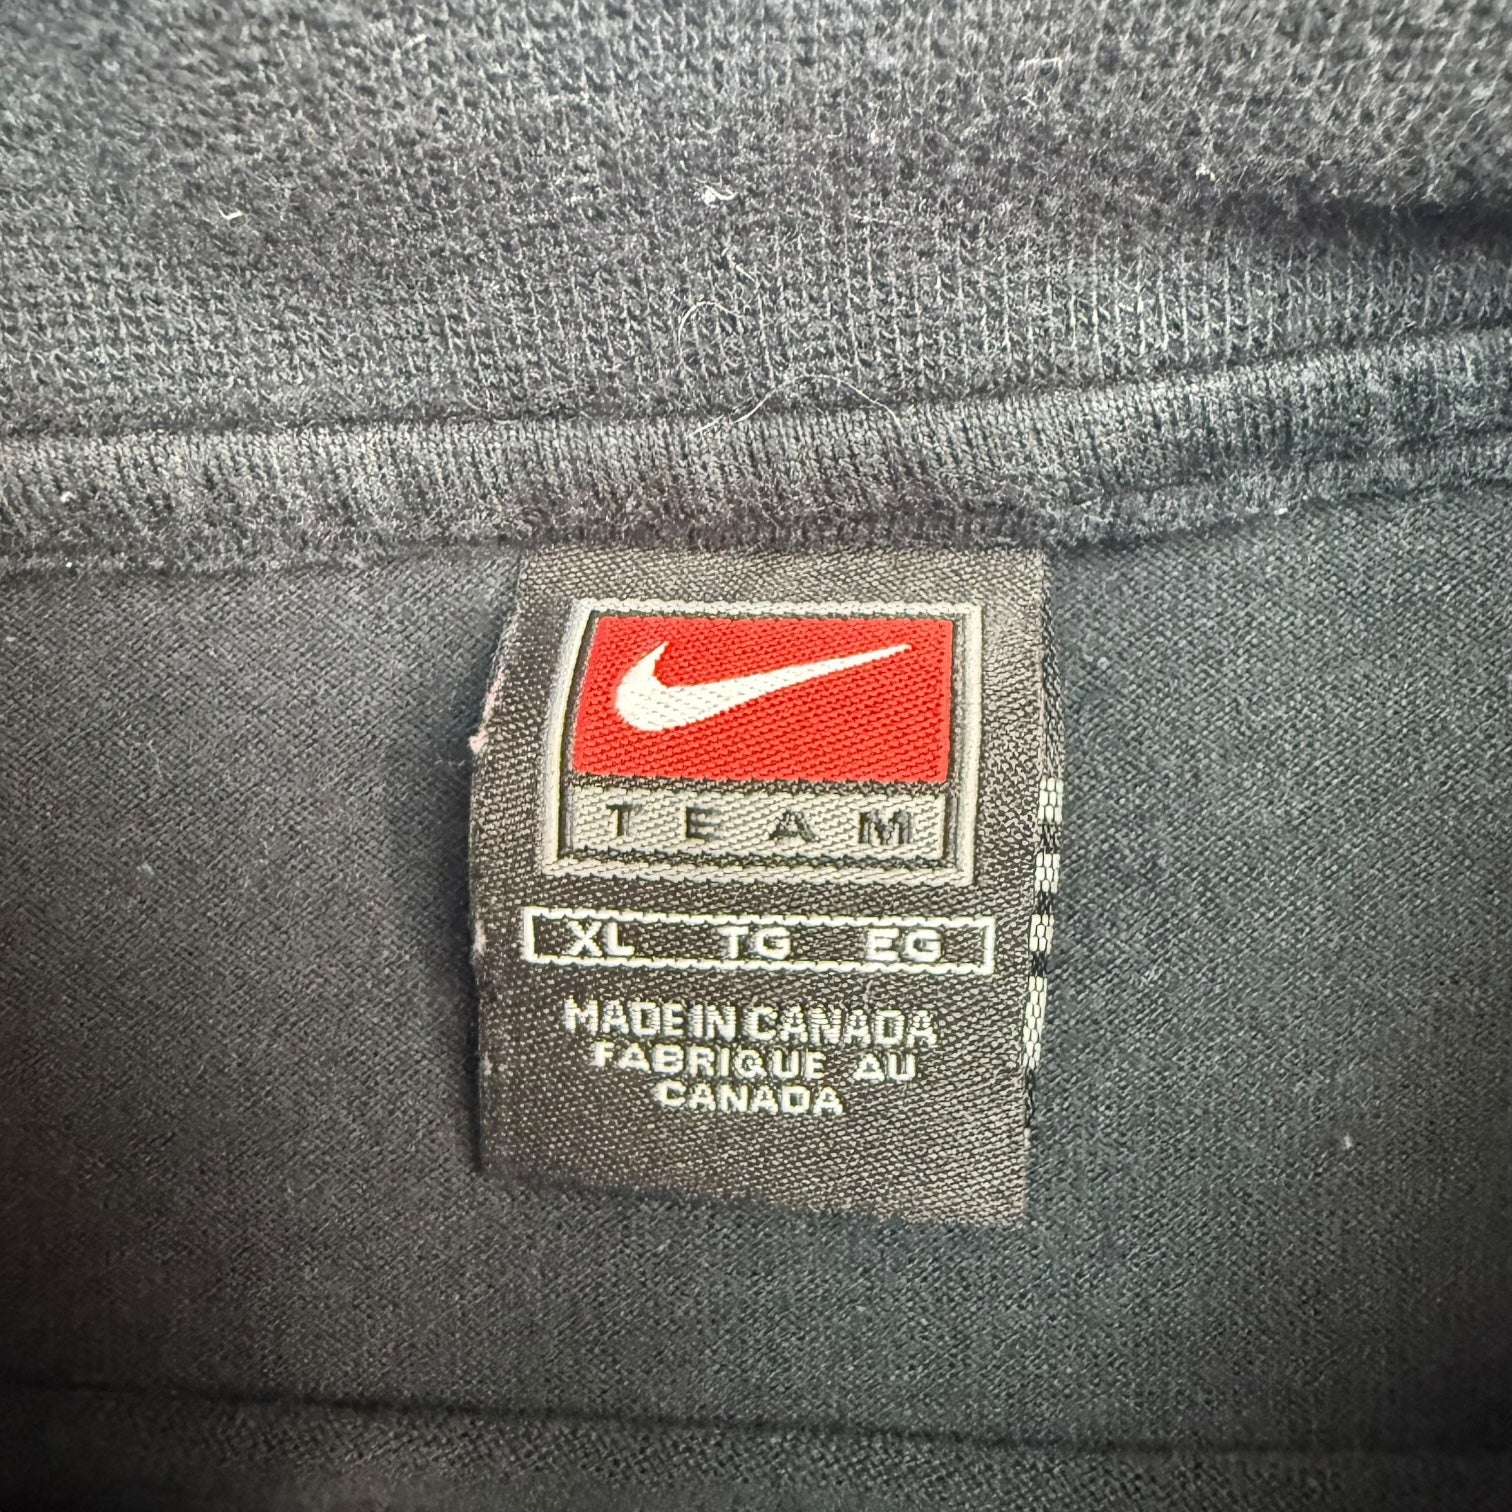 TEAM
XL TG EG
MADE IN CANADA
FABRIQUE AU
CANADA